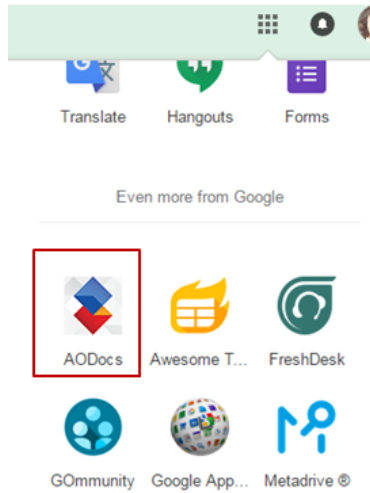 Translate Hangouts Forms
Even more from Google
AODocs Awesome T... FreshDesk
GOmmunity Google App... Metadrive ®